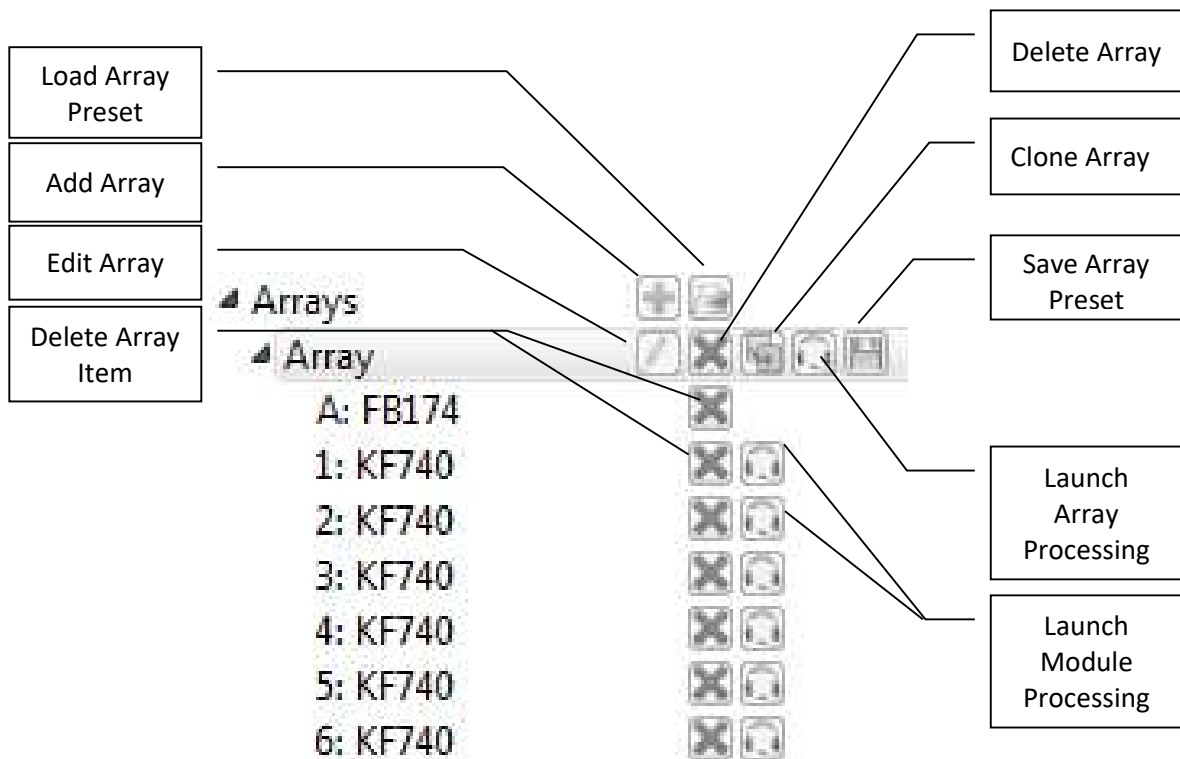 Load Array
Preset
Add Array
Edit Array
Delete Array
Item
Arrays
Array
A: FB174
1: KF740
2: KF740
3: KF740
4: KF740
5: KF740
6: KF740
Delete Array
Clone Array
Save Array
Preset
Launch
Array
Processing
Launch
Module
Processing